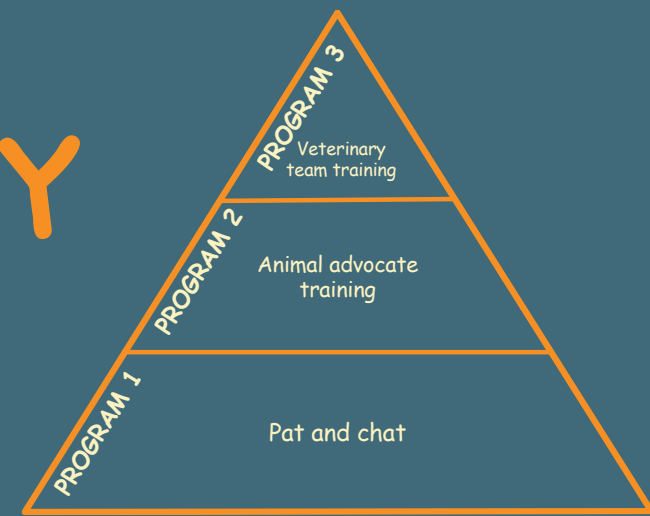 Y
PROGRAM 3
Veterinary
team training
PROGRAM 2
Animal advocate
training
PROGRAM 1
Pat and chat